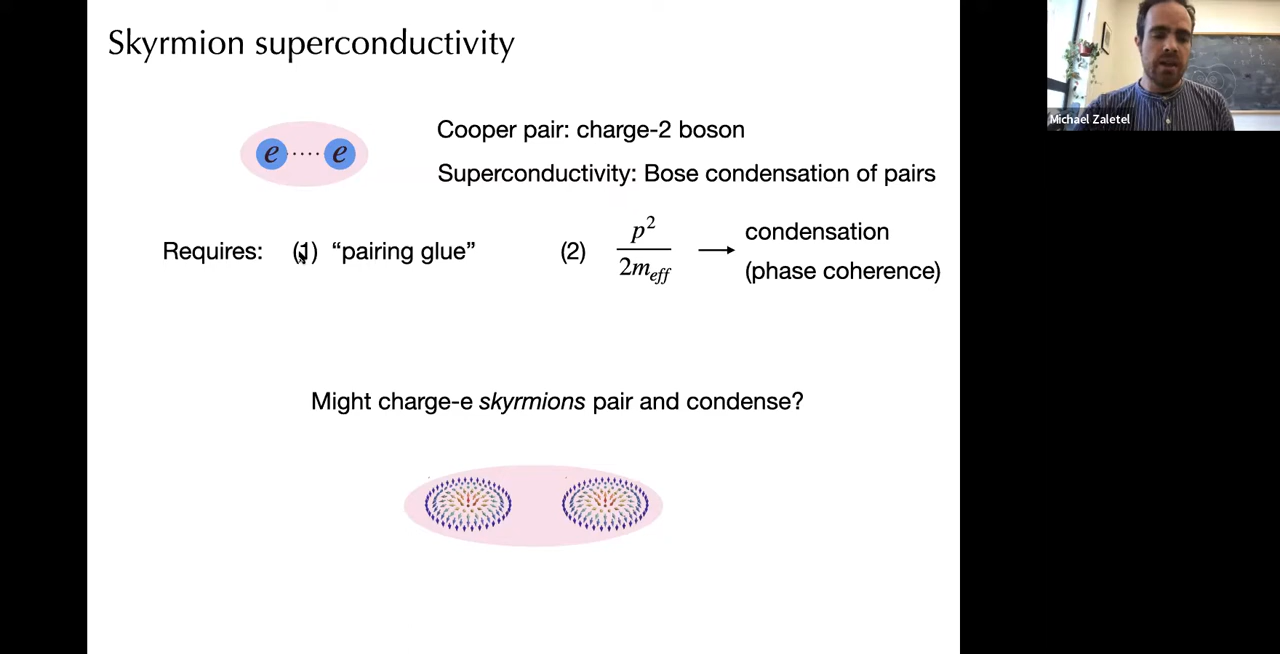 Skyrmion superconductivity
Michael Zaletel
e ..... e
Cooper pair: charge-2 boson
Superconductivity: Bose condensation of pairs
Requires: (1) “pairing glue” (2) p²/2m_eff → condensation
(phase coherence)
Might charge-e skyrmions pair and condense?